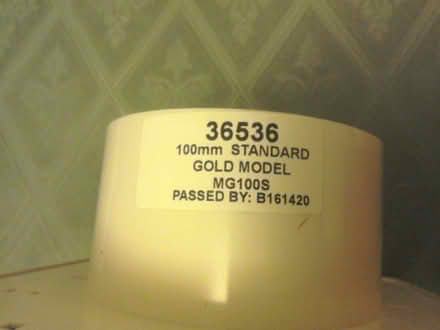 36536
100mm STANDARD
GOLD MODEL
MG100S
PASSED BY: B161420